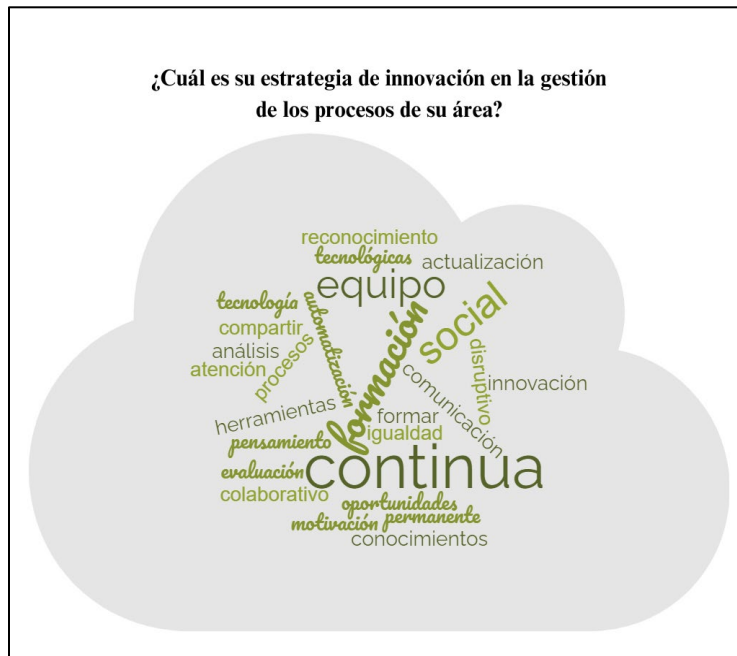 ¿Cuál es su estrategia de innovación en la gestión
de los procesos de su área?
reconocimiento
tecnológicas
actualización
equipo
tecnología
automatización
formación
social
compartir
procesos
análisis
atención
disruptivo
innovación
comunicación
herramientas
formar
igualdad
pensamiento
continua
evaluación
colaborativo
oportunidades
motivación
permanente
conocimientos